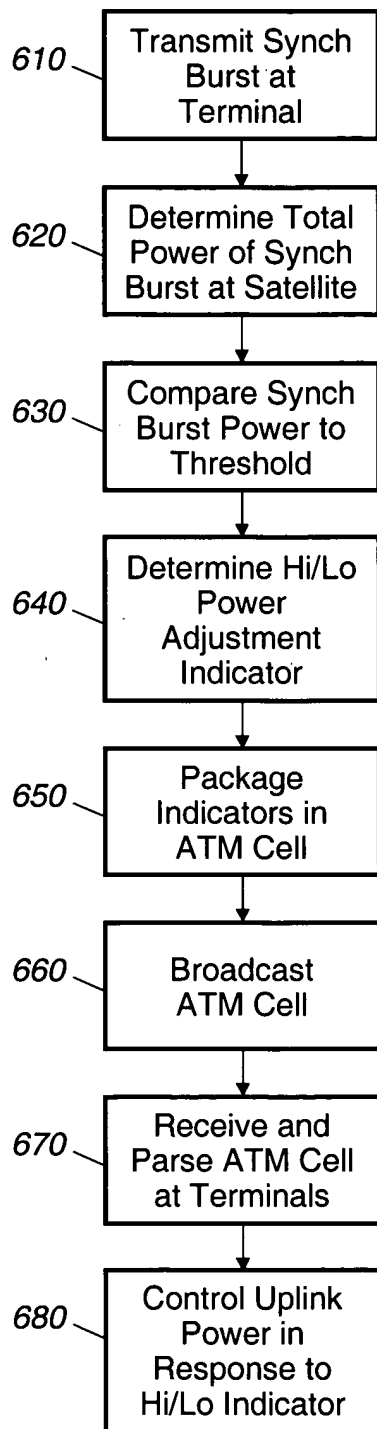 610
Transmit Synch
Burst at
Terminal
620
Determine Total
Power of Synch
Burst at Satellite
630
Compare Synch
Burst Power to
Threshold
640
Determine Hi/Lo
Power
Adjustment
Indicator
650
Package
Indicators in
ATM Cell
660
Broadcast
ATM Cell
670
Receive and
Parse ATM Cell
at Terminals
680
Control Uplink
Power in
Response to
Hi/Lo Indicator